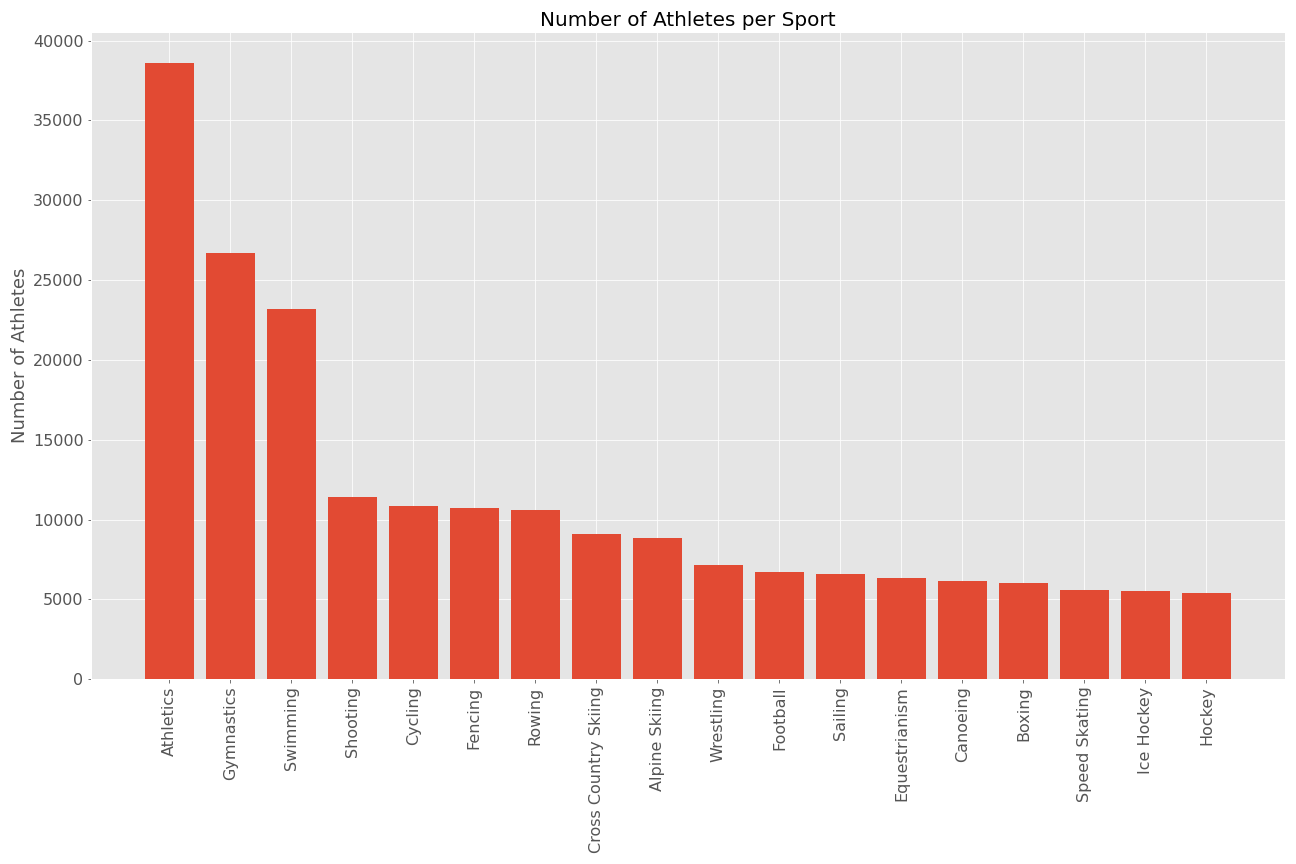 Number of Athletes per Sport
Number of Athletes
40000
35000
30000
25000
20000
15000
10000
5000
0
Athletics
Gymnastics
Swimming
Shooting
Cycling
Fencing
Rowing
Cross Country Skiing
Alpine Skiing
Wrestling
Football
Sailing
Equestrianism
Canoeing
Boxing
Speed Skating
Ice Hockey
Hockey